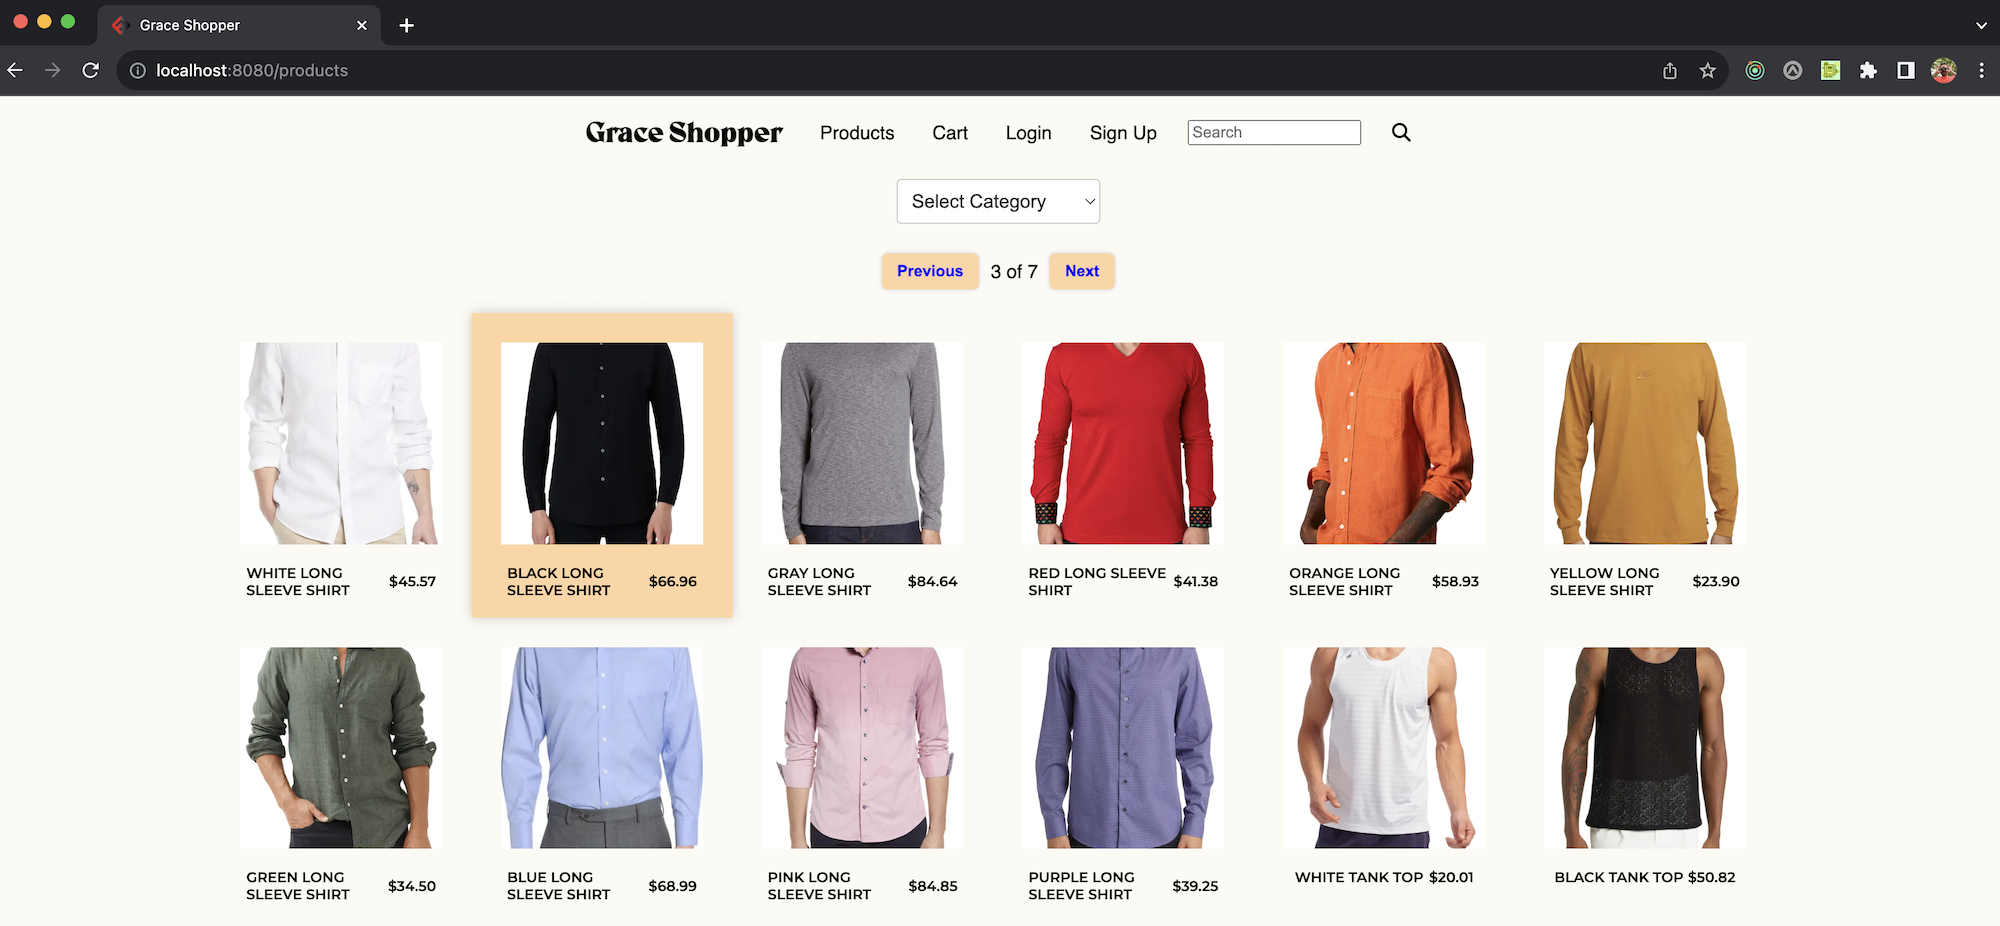 Grace Shopper
localhost:8080/products
Grace Shopper Products Cart Login Sign Up Search
Select Category
Previous 3 of 7 Next
WHITE LONG
SLEEVE SHIRT
$45.57
BLACK LONG
SLEEVE SHIRT
$66.96
GRAY LONG
SLEEVE SHIRT
$84.64
RED LONG SLEEVE
SHIRT
$41.38
ORANGE LONG
SLEEVE SHIRT
$58.93
YELLOW LONG
SLEEVE SHIRT
$23.90
GREEN LONG
SLEEVE SHIRT
$34.50
BLUE LONG
SLEEVE SHIRT
$68.99
PINK LONG
SLEEVE SHIRT
$84.85
PURPLE LONG
SLEEVE SHIRT
$39.25
WHITE TANK TOP $20.01
BLACK TANK TOP $50.82